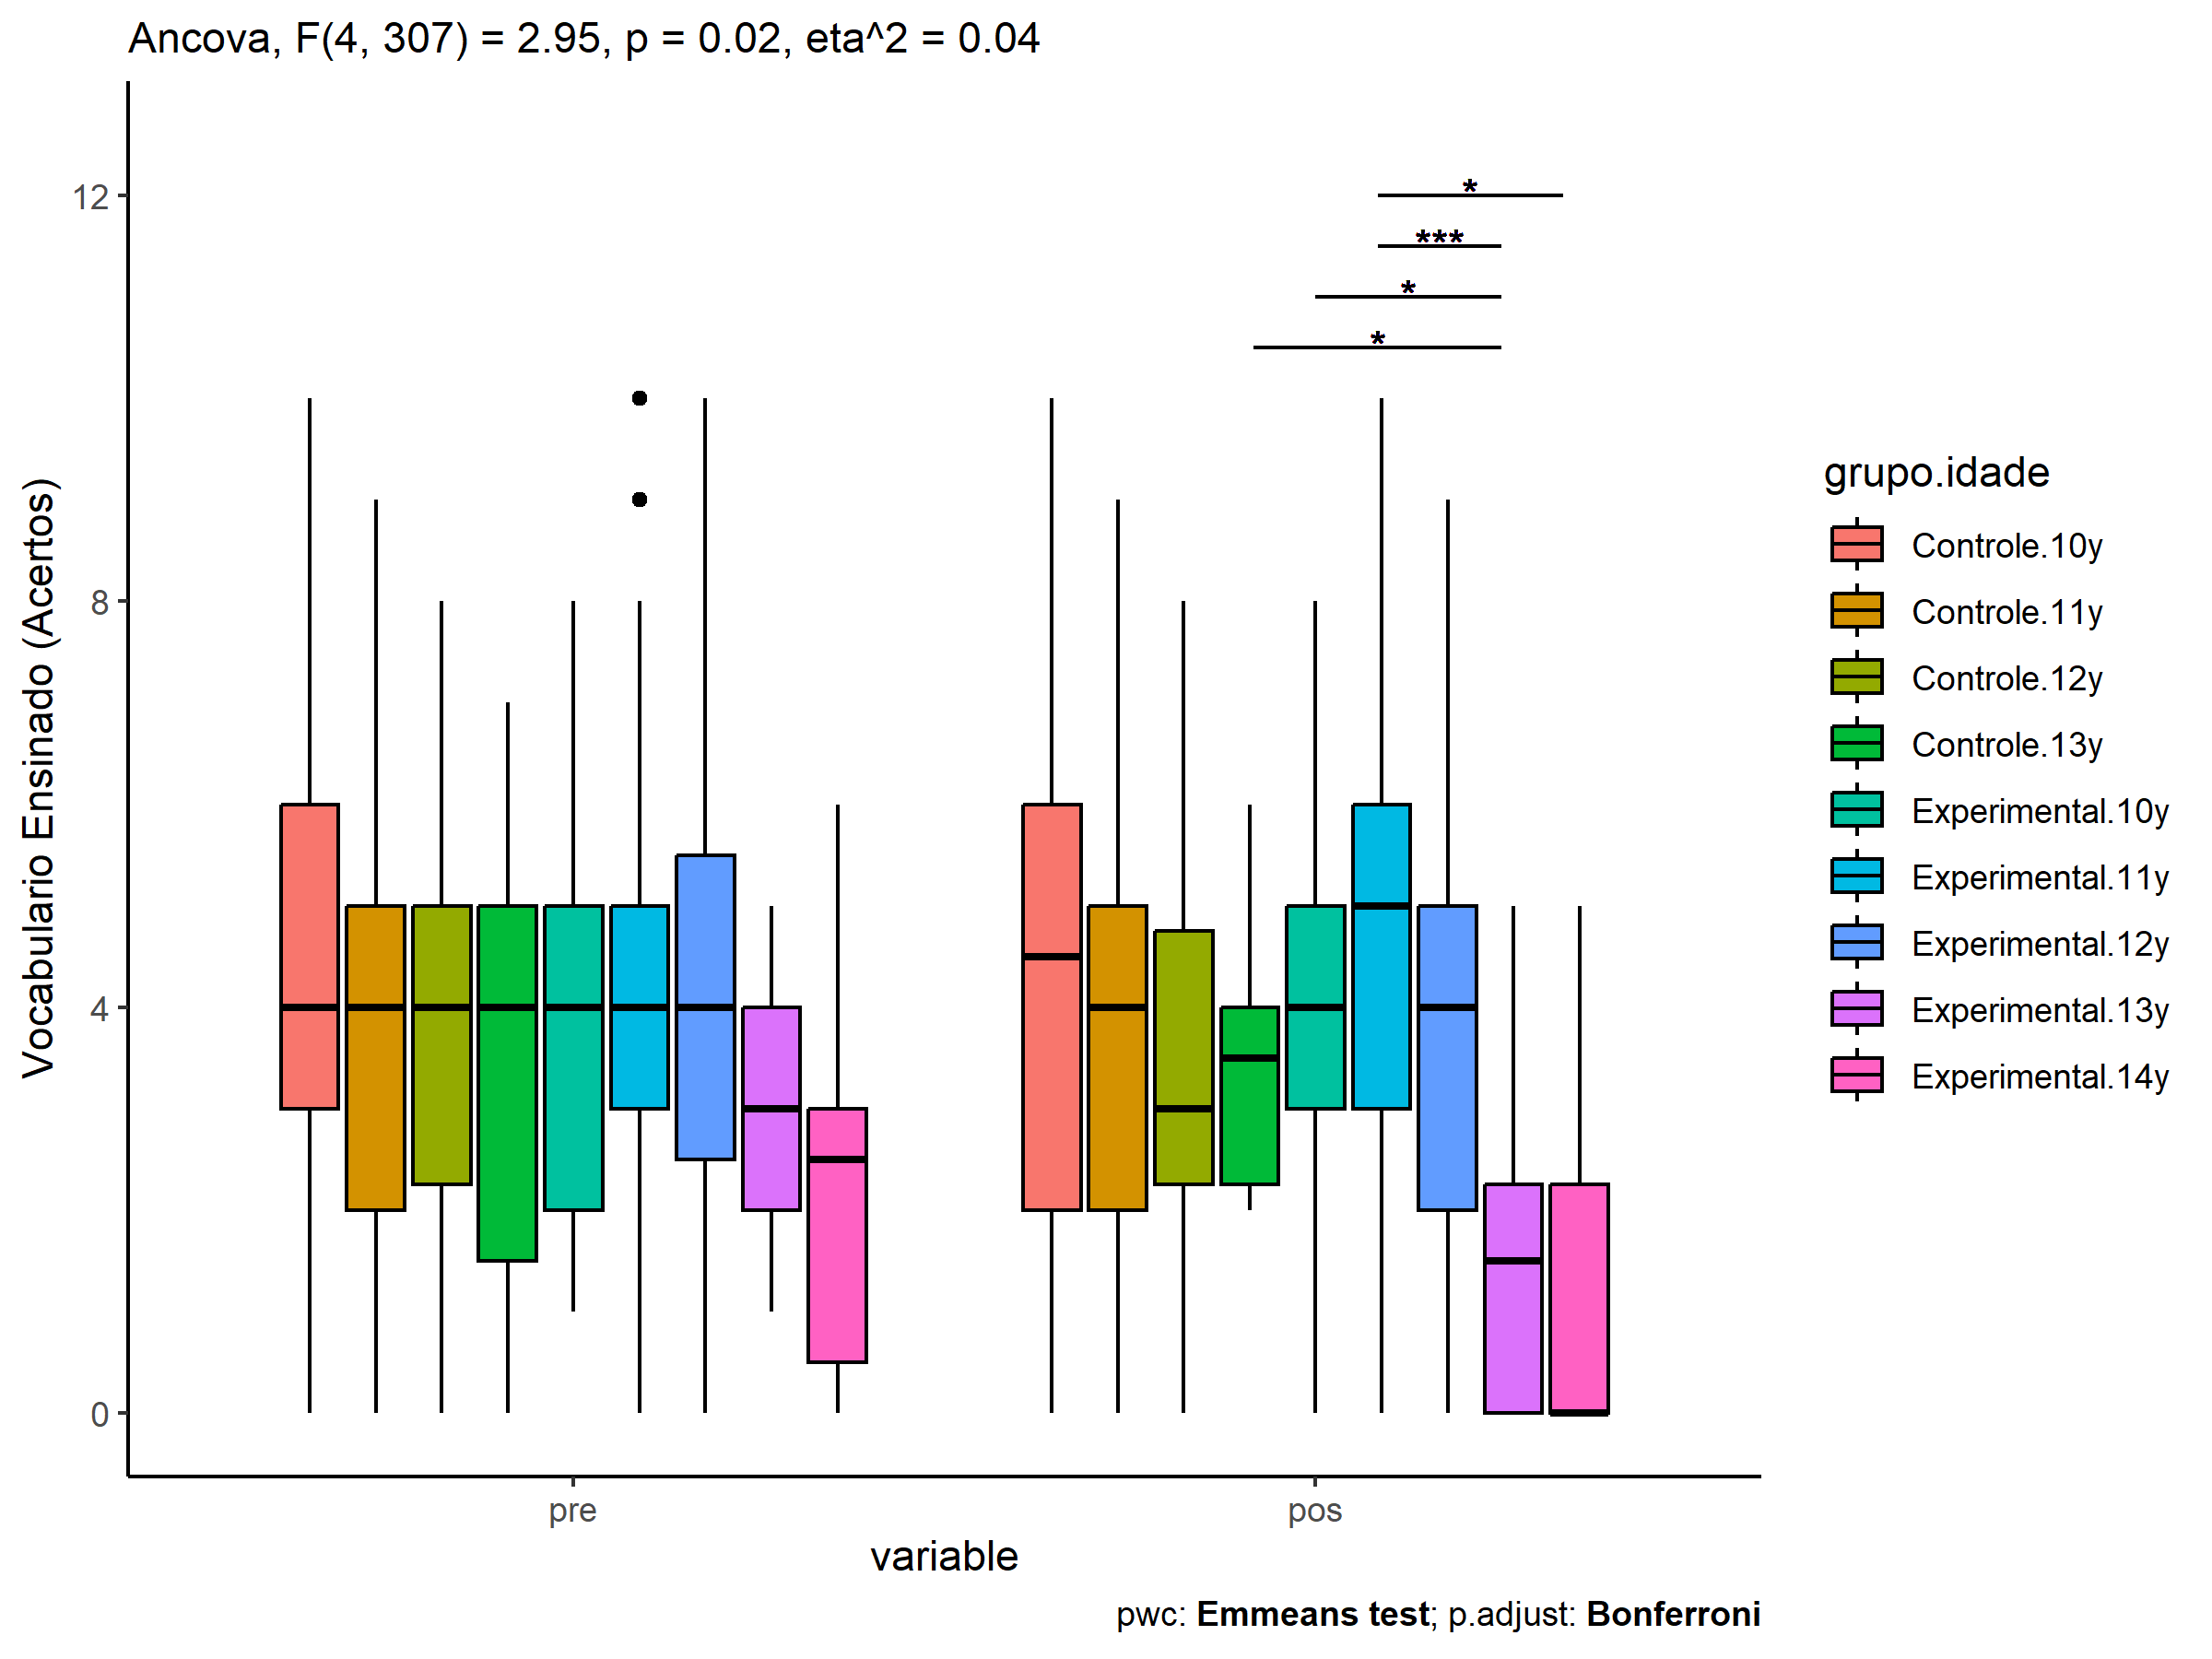 Ancova, F(4, 307) = 2.95, p = 0.02, eta^2 = 0.04
Vocabulario Ensinado (Acertos)
12
8
4
0
*
***
*
*
pre
pos
variable
grupo.idade
Controle.10y
Controle.11y
Controle.12y
Controle.13y
Experimental.10y
Experimental.11y
Experimental.12y
Experimental.13y
Experimental.14y
pwc: Emmeans test; p.adjust: Bonferroni